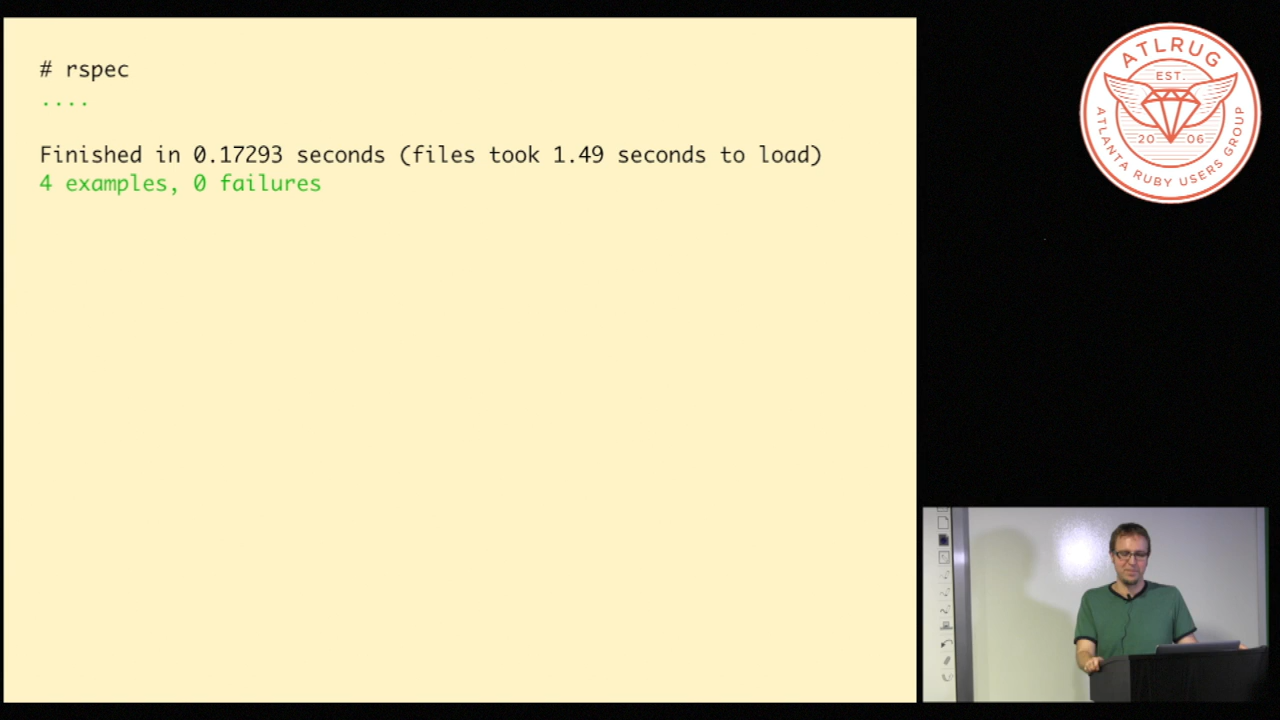 # rspec
....
Finished in 0.17293 seconds (files took 1.49 seconds to load)
4 examples, 0 failures
ATLRUG
EST.
20 06
ATLANTA RUBY USERS GROUP